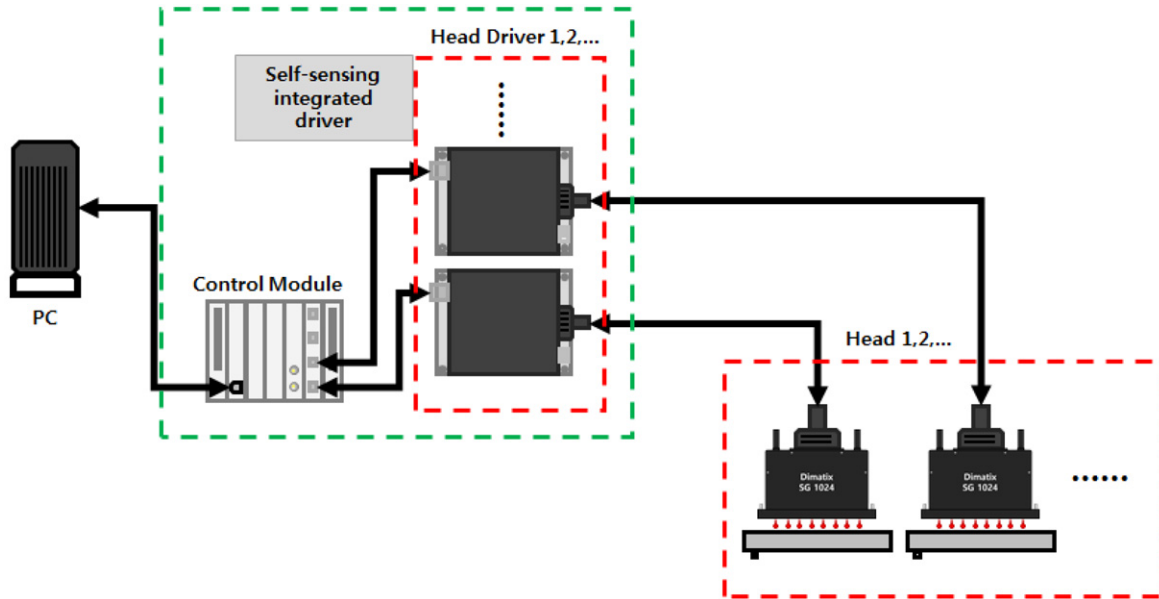 Head Driver 1,2,...
Self-sensing
integrated
driver
Control Module
PC
Head 1,2,...
Dimatix
SG 1024
Dimatix
SG 1024